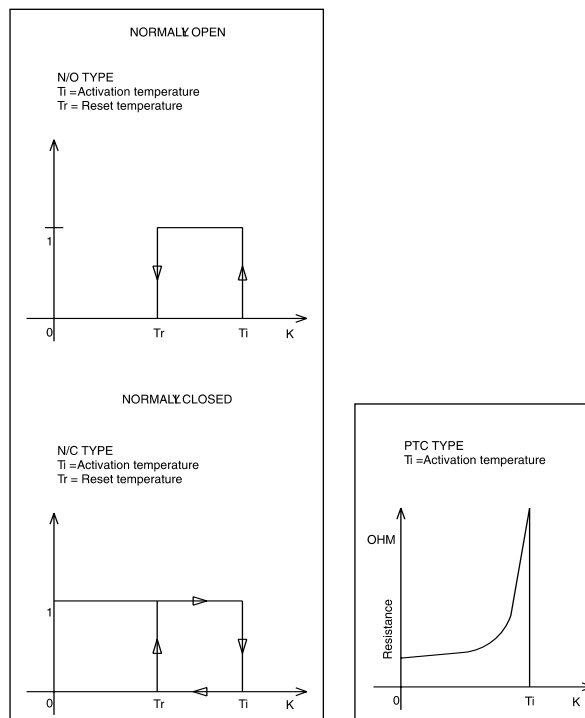 NORMALLY OPEN
N/O TYPE
Ti =Activation temperature
Tr = Reset temperature
1
0
Tr
Ti
K
NORMALLY CLOSED
N/C TYPE
Ti =Activation temperature
Tr = Reset temperature
1
0
Tr
Ti
K
PTC TYPE
Ti =Activation temperature
OHM
Resistance
0
Ti
K